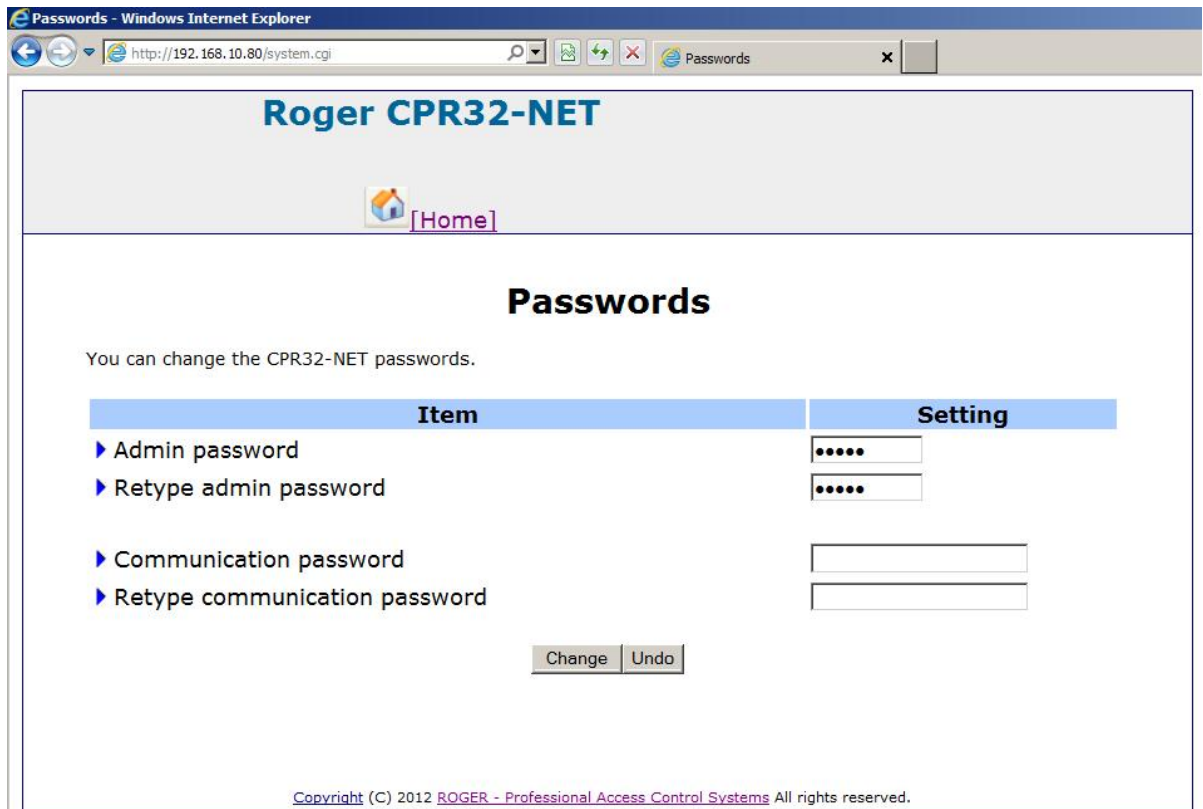 Passwords - Windows Internet Explorer
http://192.168.10.80/system.cgi
Passwords
Roger CPR32-NET
[Home]
Passwords
You can change the CPR32-NET passwords.
Item Setting
Admin password •••••
Retype admin password •••••
Communication password
Retype communication password
Change Undo
Copyright (C) 2012 ROGER - Professional Access Control Systems All rights reserved.